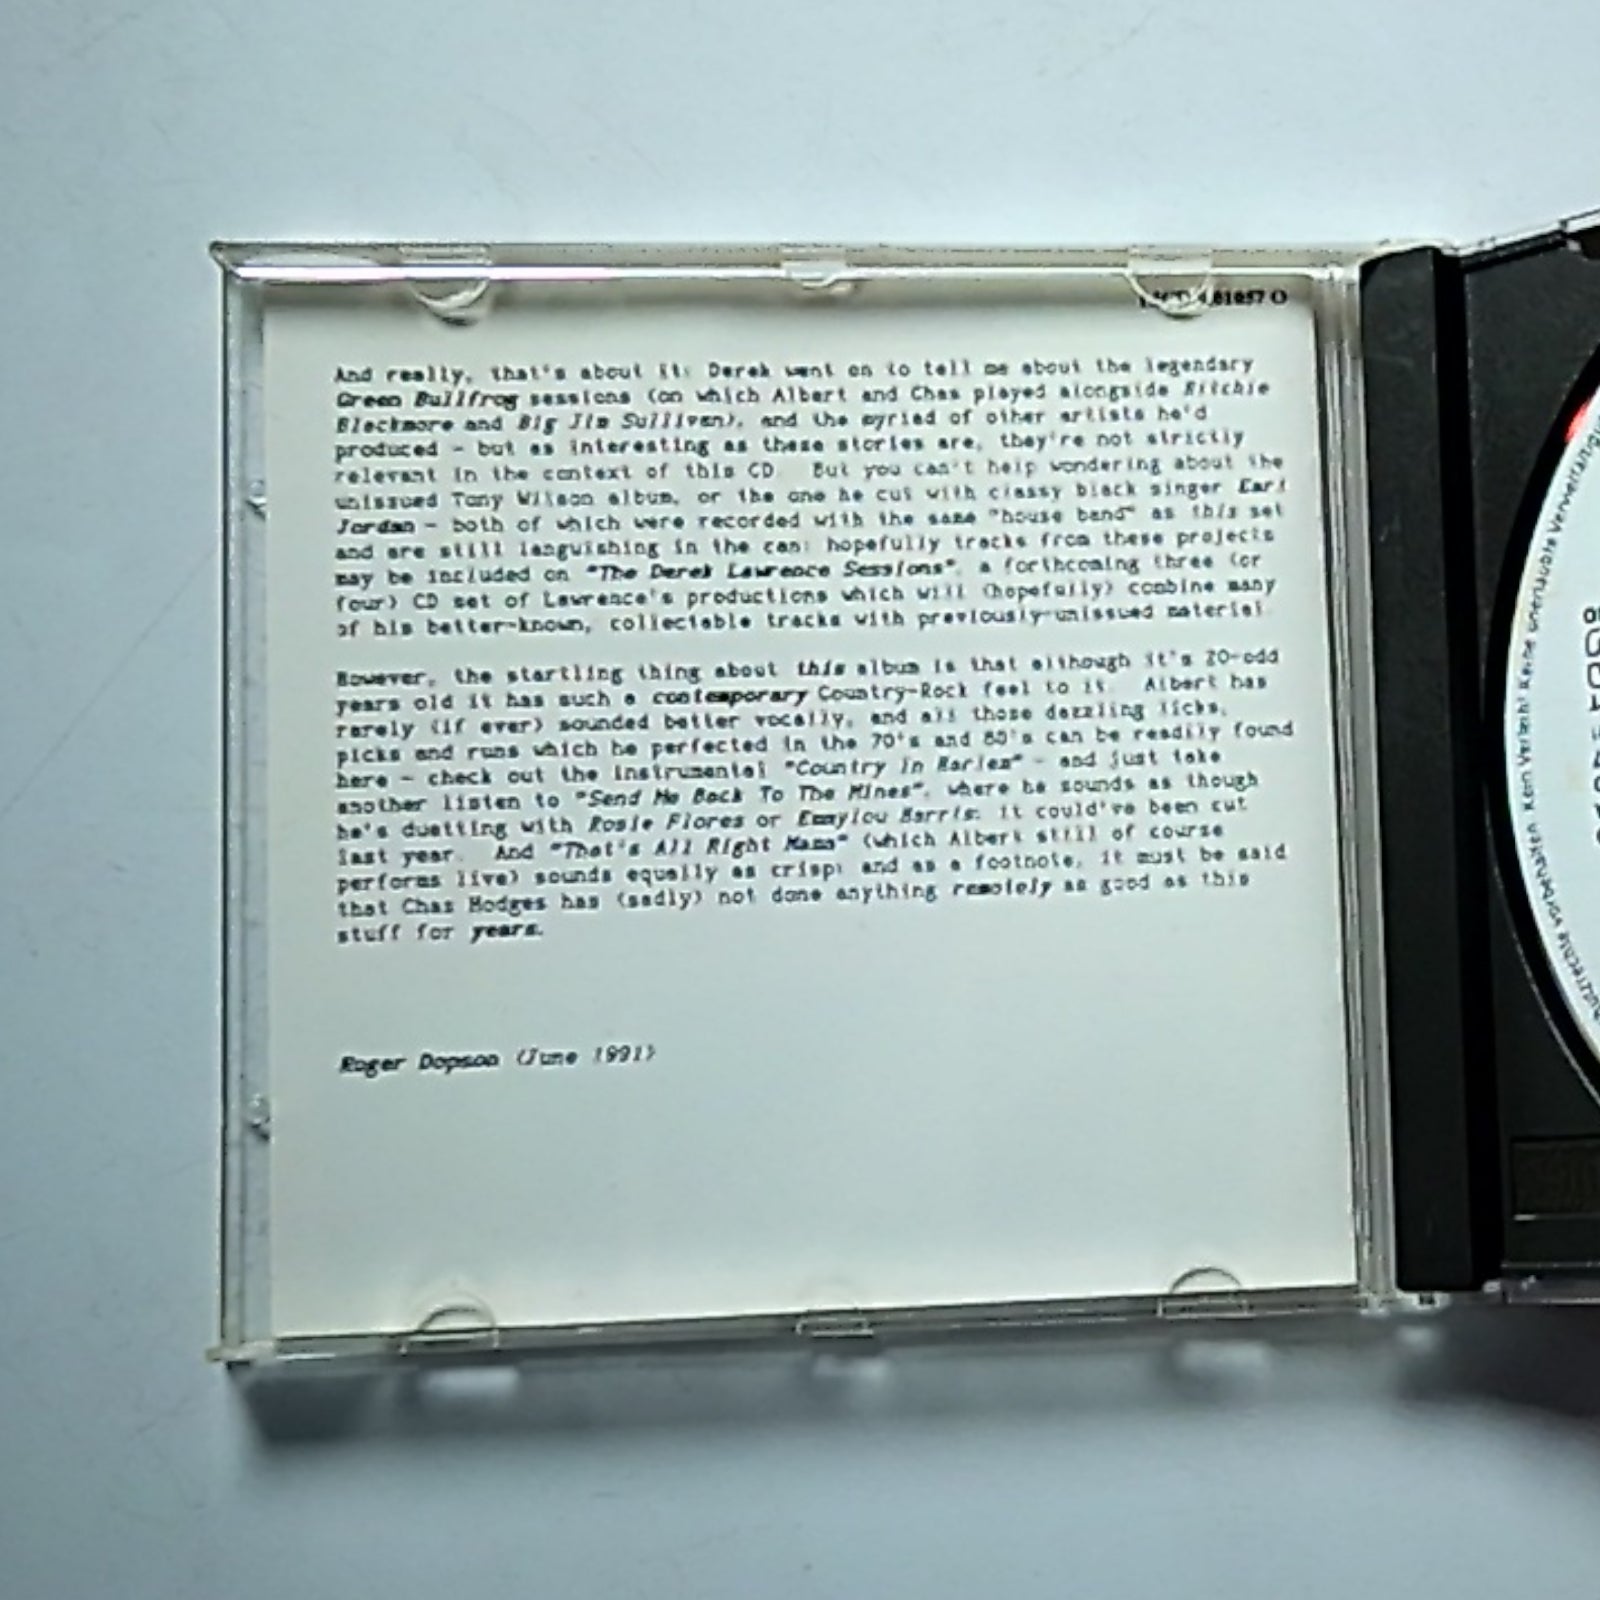 01057 O
And really, that's about it: Derek went on to tell me about the legendary
Green Bullfrog sessions (on which Albert and Chas played alongside Ritchie
Blackmore and Big Jim Sullivan), and the myriad of other artists he'd
produced - but as interesting as these stories are, they're not strictly
relevant in the context of this CD. But you can't help wondering about the
unissued Tony Wilson album, or the one he cut with classy black singer Earl
Jordan - both of which were recorded with the same "house band" as this set
and are still languishing in the can: hopefully tracks from these projects
may be included on "The Derek Lawrence Sessions", a forthcoming three (or
four) CD set of Lawrence's productions which will (hopefully) combine many
of his better-known, collectable tracks with previously-unissued material.
However, the startling thing about this album is that although it's 20-odd
years old it has such a contemporary Country-Rock feel to it. Albert has
rarely (if ever) sounded better vocally, and all those dazzling licks,
picks and runs which he perfected in the 70's and 80's can be readily found
here - check out the instrumental "Country In Harlem" - and just take
another listen to "Send Me Back To The Mines", where he sounds as though
he's duetting with Rosie Flores or Emmylou Harris: it could've been cut
last year. And "That's All Right Mama" (which Albert still of course
performs live) sounds equally as crisp; and as a footnote, it must be said
that Chas Hodges has (sadly) not done anything remotely as good as this
stuff for years.
Roger Dopson (June 1991)